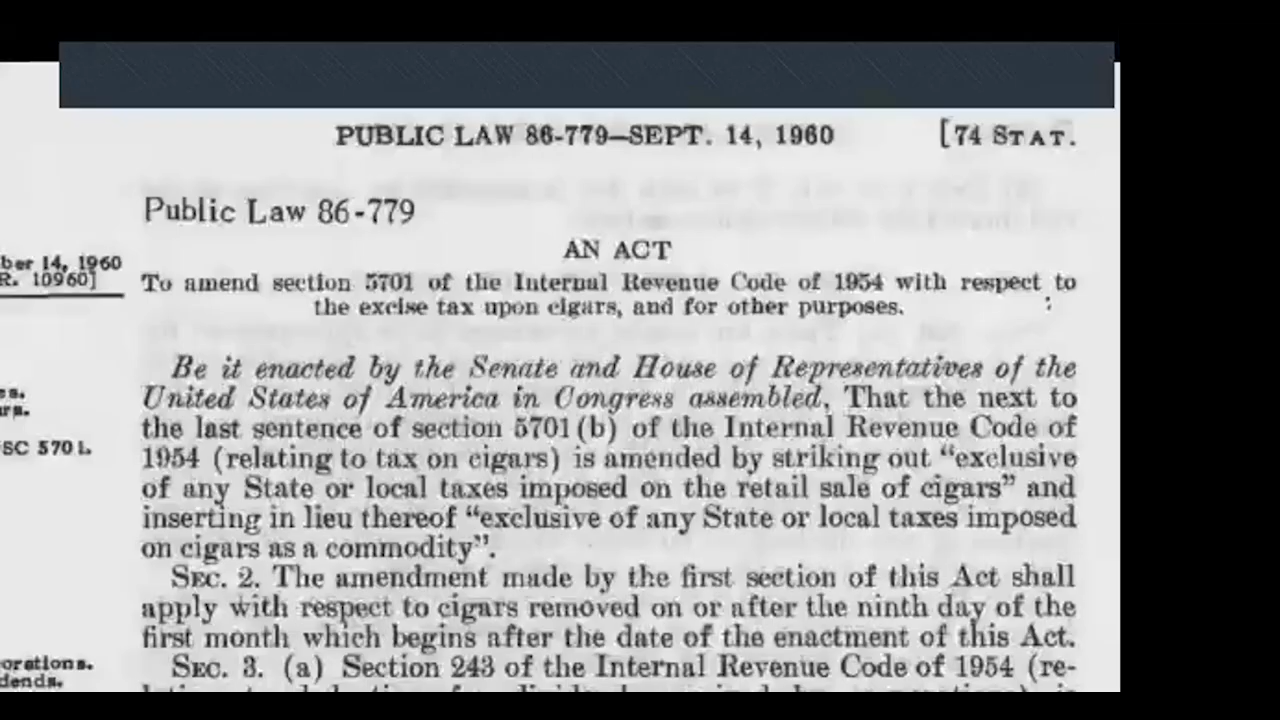 PUBLIC LAW 86-779–SEPT. 14, 1960 [74 STAT.
Public Law 86-779
AN ACT
ber 14, 1960
R. 10960]
To amend section 5701 of the Internal Revenue Code of 1954 with respect to
the excise tax upon cigars, and for other purposes.
Be it enacted by the Senate and House of Representatives of the
United States of America in Congress assembled, That the next to
the last sentence of section 5701(b) of the Internal Revenue Code of
SC 5701.
1954 (relating to tax on cigars) is amended by striking out “exclusive
of any State or local taxes imposed on the retail sale of cigars” and
inserting in lieu thereof “exclusive of any State or local taxes imposed
on cigars as a commodity”.
SEC. 2. The amendment made by the first section of this Act shall
apply with respect to cigars removed on or after the ninth day of the
first month which begins after the date of the enactment of this Act.
orations.
dends.
SEC. 3. (a) Section 243 of the Internal Revenue Code of 1954 (re-